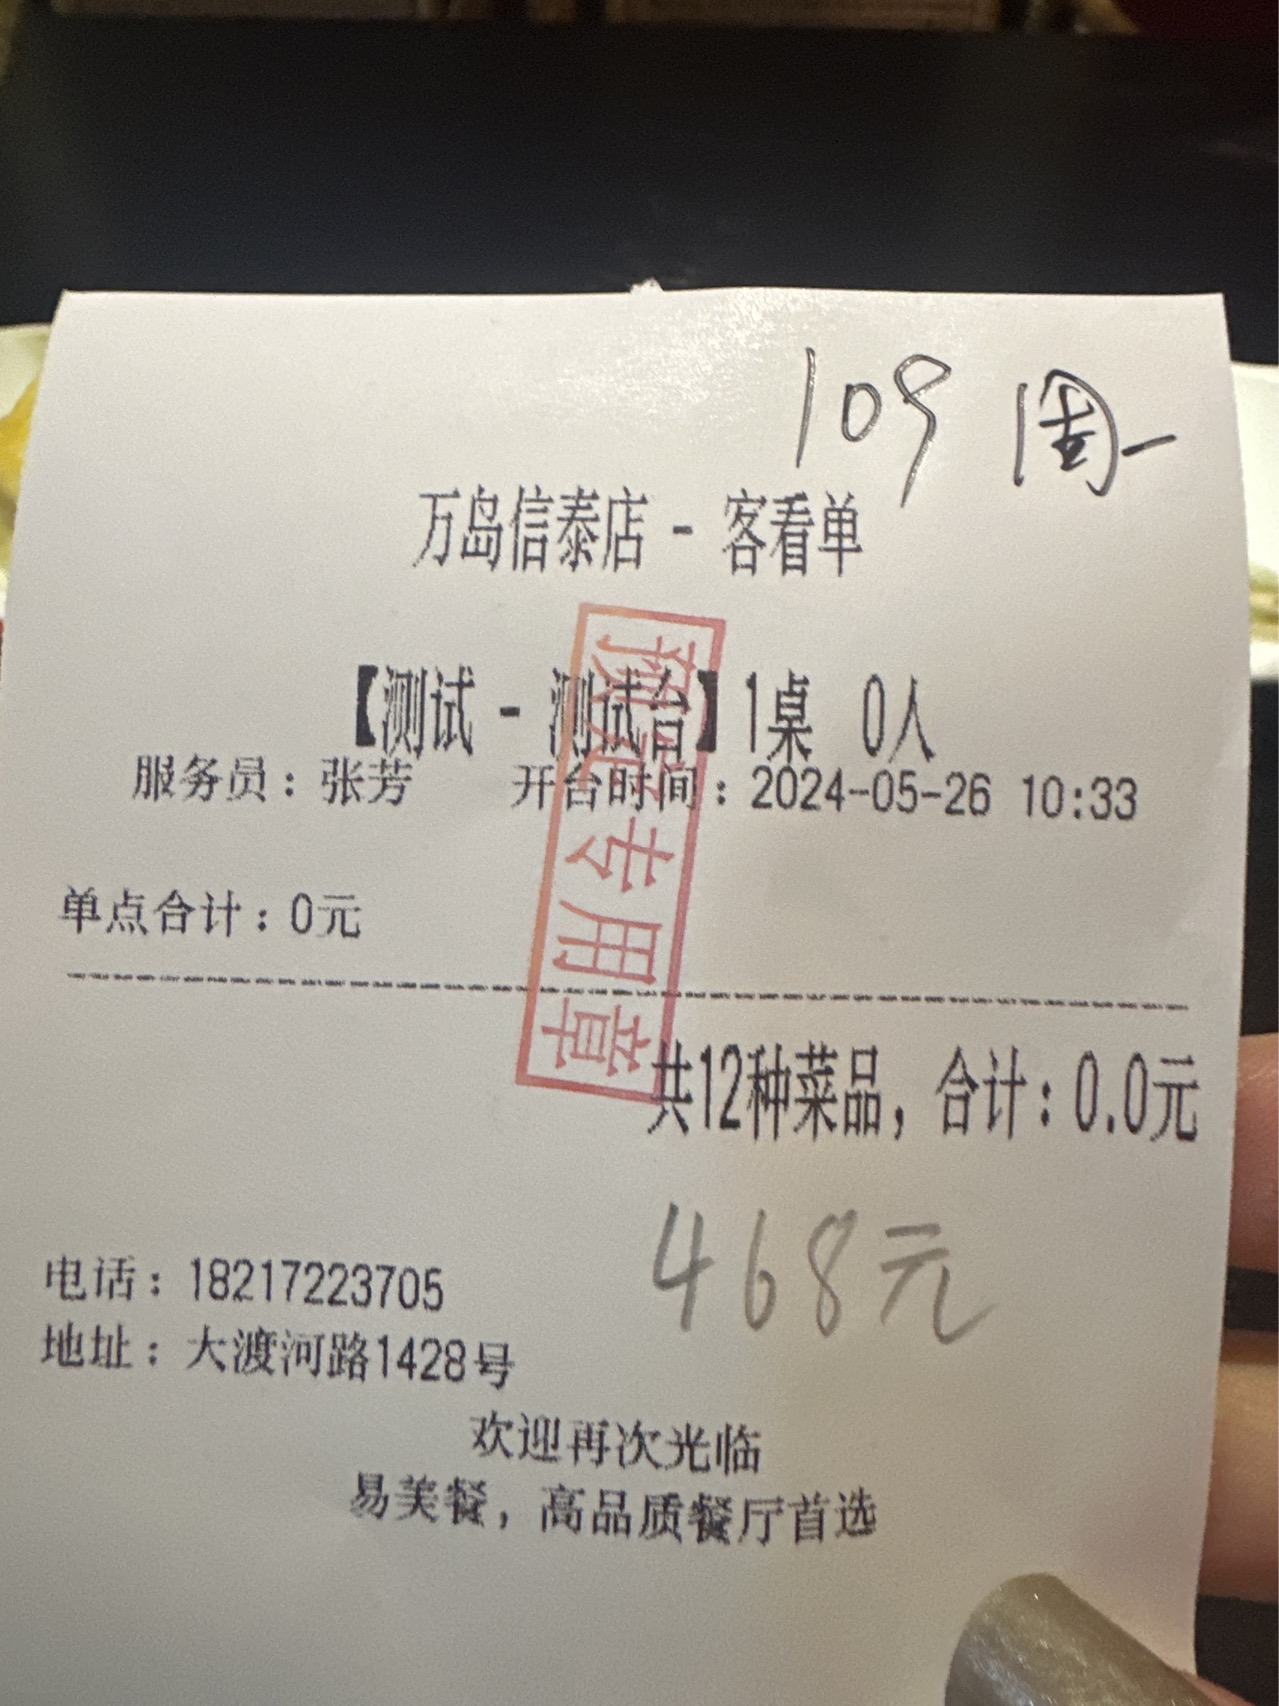 109 周一
万岛信泰店 - 客看单
【测试 - 测试台】1桌 0人
服务员：张芳 开台时间：2024-05-26 10:33
预定专用章
单点合计：0元
共12种菜品，合计：0.0元
468元
电话：18217223705
地址：大渡河路1428号
欢迎再次光临
易美餐，高品质餐厅首选